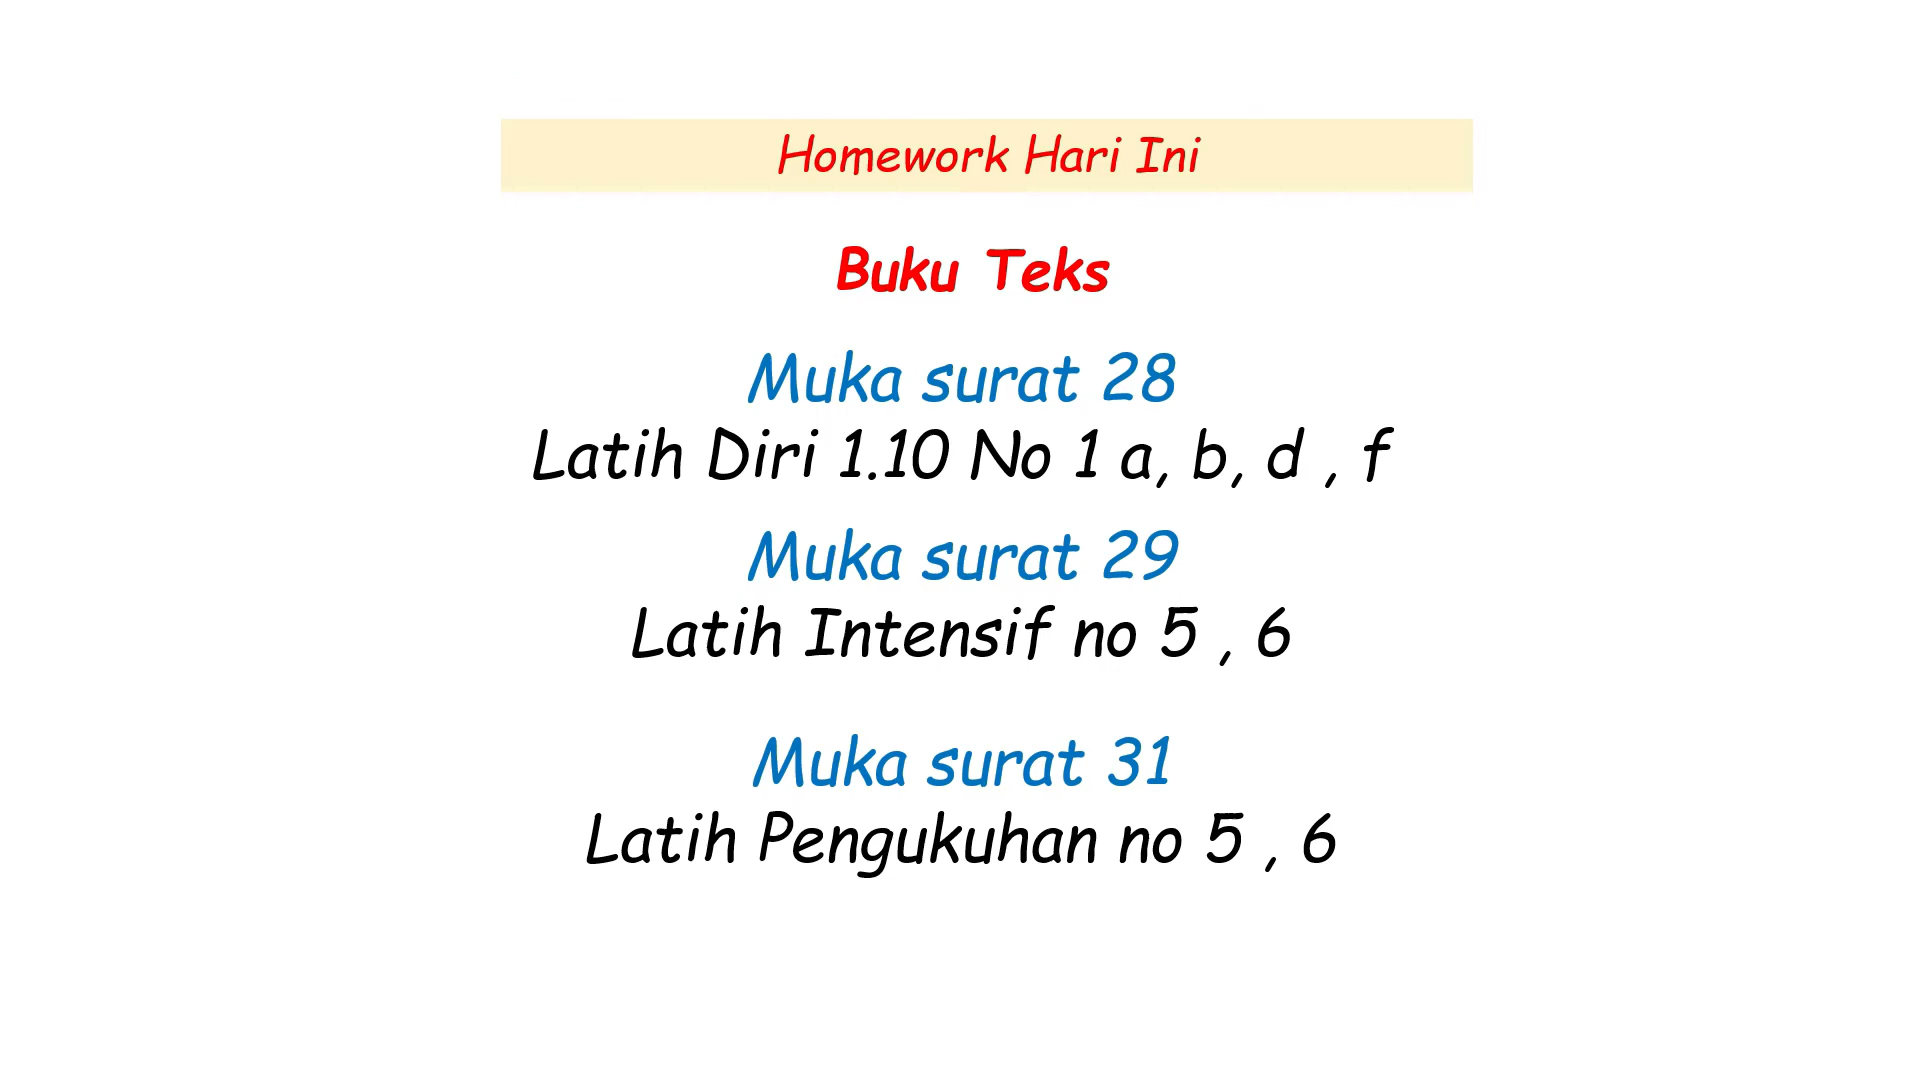 Homework Hari Ini
Buku Teks
Muka surat 28
Latih Diri 1.10 No 1 a, b, d , f
Muka surat 29
Latih Intensif no 5 , 6
Muka surat 31
Latih Pengukuhan no 5 , 6